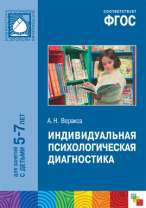 СООТВЕТСТВУЕТ
ФГОС
А. Н. Веракса
ИНДИВИДУАЛЬНАЯ
ПСИХОЛОГИЧЕСКАЯ
ДИАГНОСТИКА
для занятий
с детьми 5-7 лет